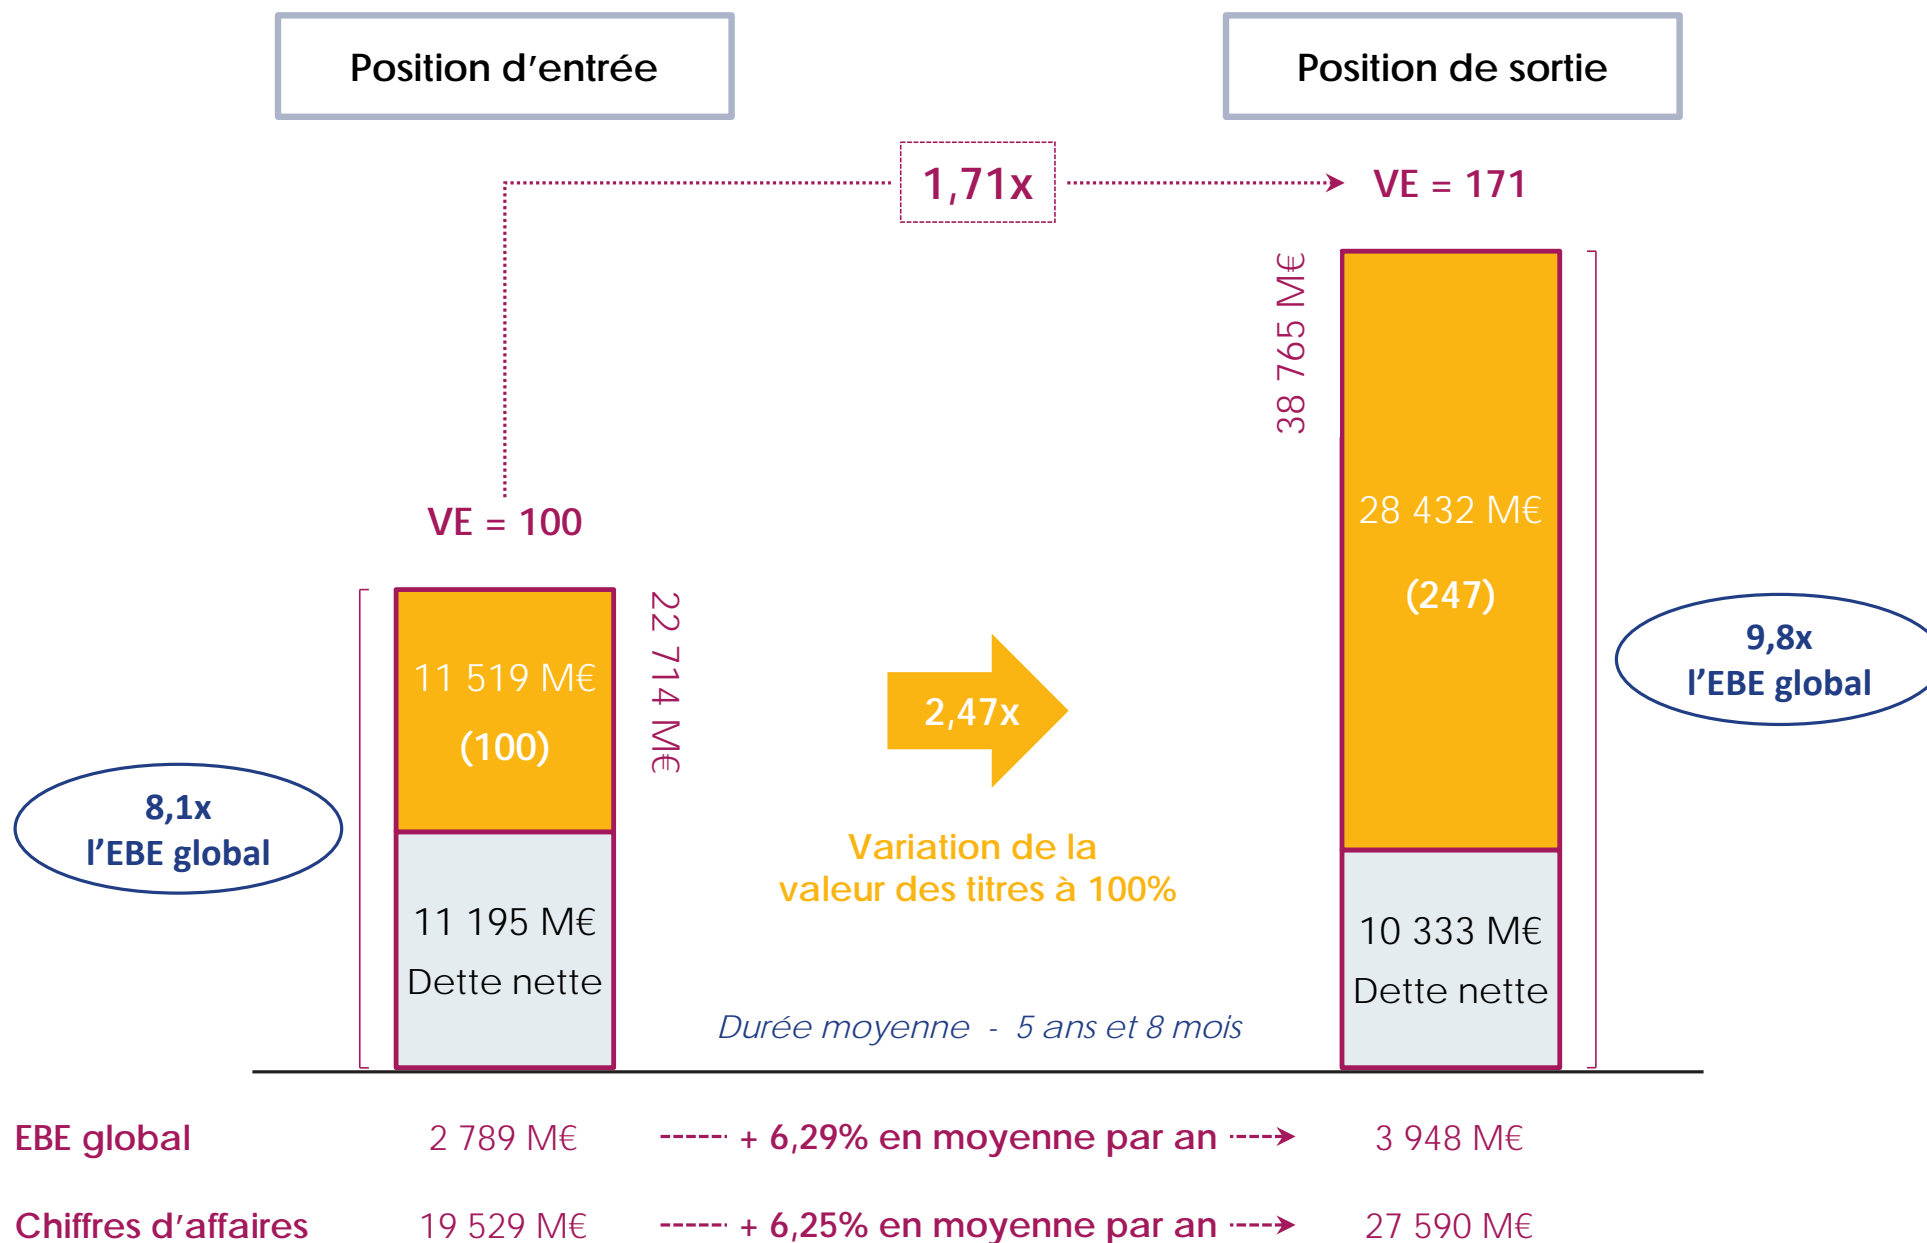 Position d’entrée
Position de sortie
1,71x
VE = 171
38 765 M€
VE = 100
28 432 M€
(247)
22 714 M€
11 519 M€
(100)
2,47x
9,8x
l’EBE global
8,1x
l’EBE global
Variation de la
valeur des titres à 100%
11 195 M€
Dette nette
10 333 M€
Dette nette
Durée moyenne - 5 ans et 8 mois
EBE global 2 789 M€ + 6,29% en moyenne par an 3 948 M€
Chiffres d’affaires 19 529 M€ + 6,25% en moyenne par an 27 590 M€